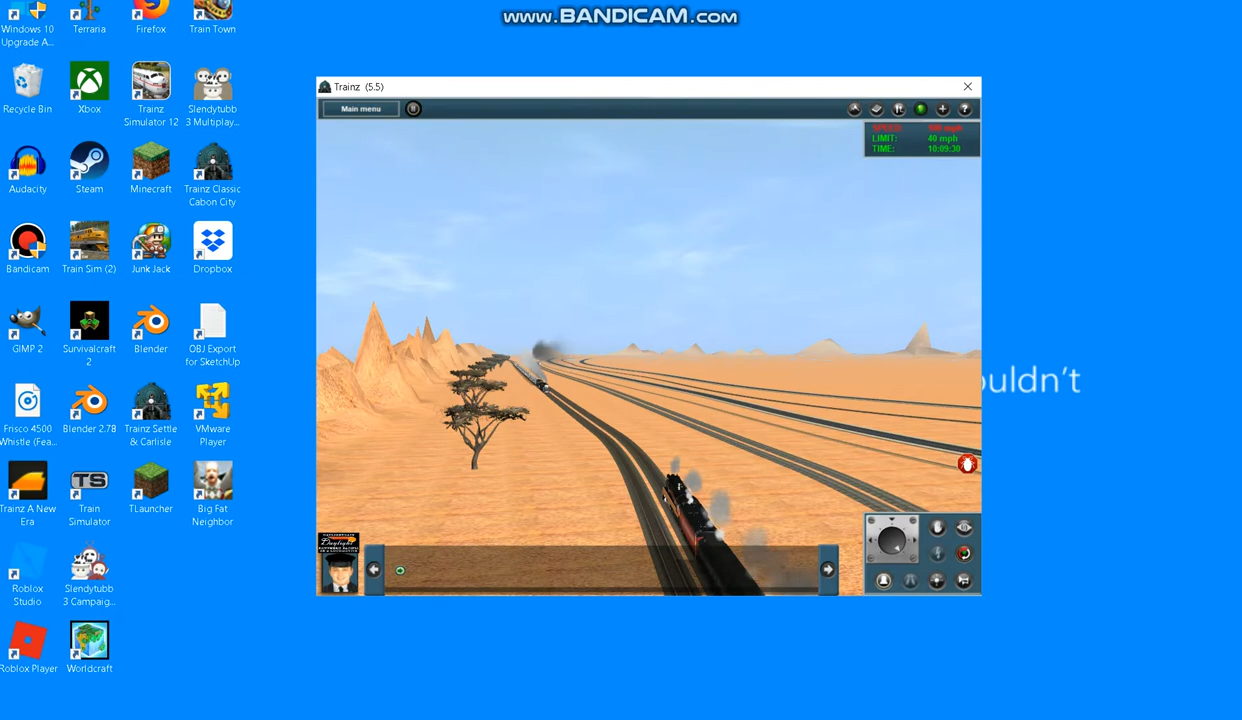 www.BANDICAM.com
Windows 10
Upgrade A...
Terraria
Firefox
Train Town
Recycle Bin
Xbox
Trainz
Simulator 12
Slendytubb
3 Multiplay...
Audacity
Steam
Minecraft
Trainz Classic
Cabon City
Bandicam
Train Sim (2)
Junk Jack
Dropbox
GIMP 2
Survivalcraft
2
Blender
OBJ Export
for SketchUp
Frisco 4500
Whistle (Fea...
Blender 2.78
Trainz Settle
& Carlisle
VMware
Player
Trainz A New
Era
TS
Train
Simulator
TLauncher
Big Fat
Neighbor
Roblox
Studio
Slendytubb
3 Campaig...
Roblox Player
Worldcraft
Trainz (5.5)
Main menu
SPEED:
LIMIT: 40 mph
TIME: 10:09:30
ouldn't
Daylight